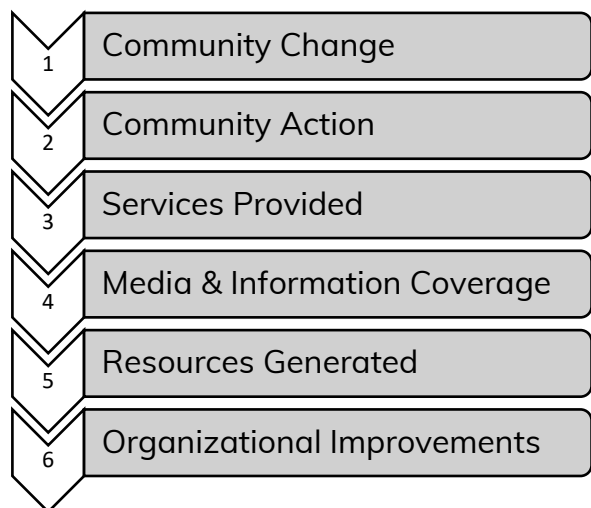 1 Community Change
2 Community Action
3 Services Provided
4 Media & Information Coverage
5 Resources Generated
6 Organizational Improvements